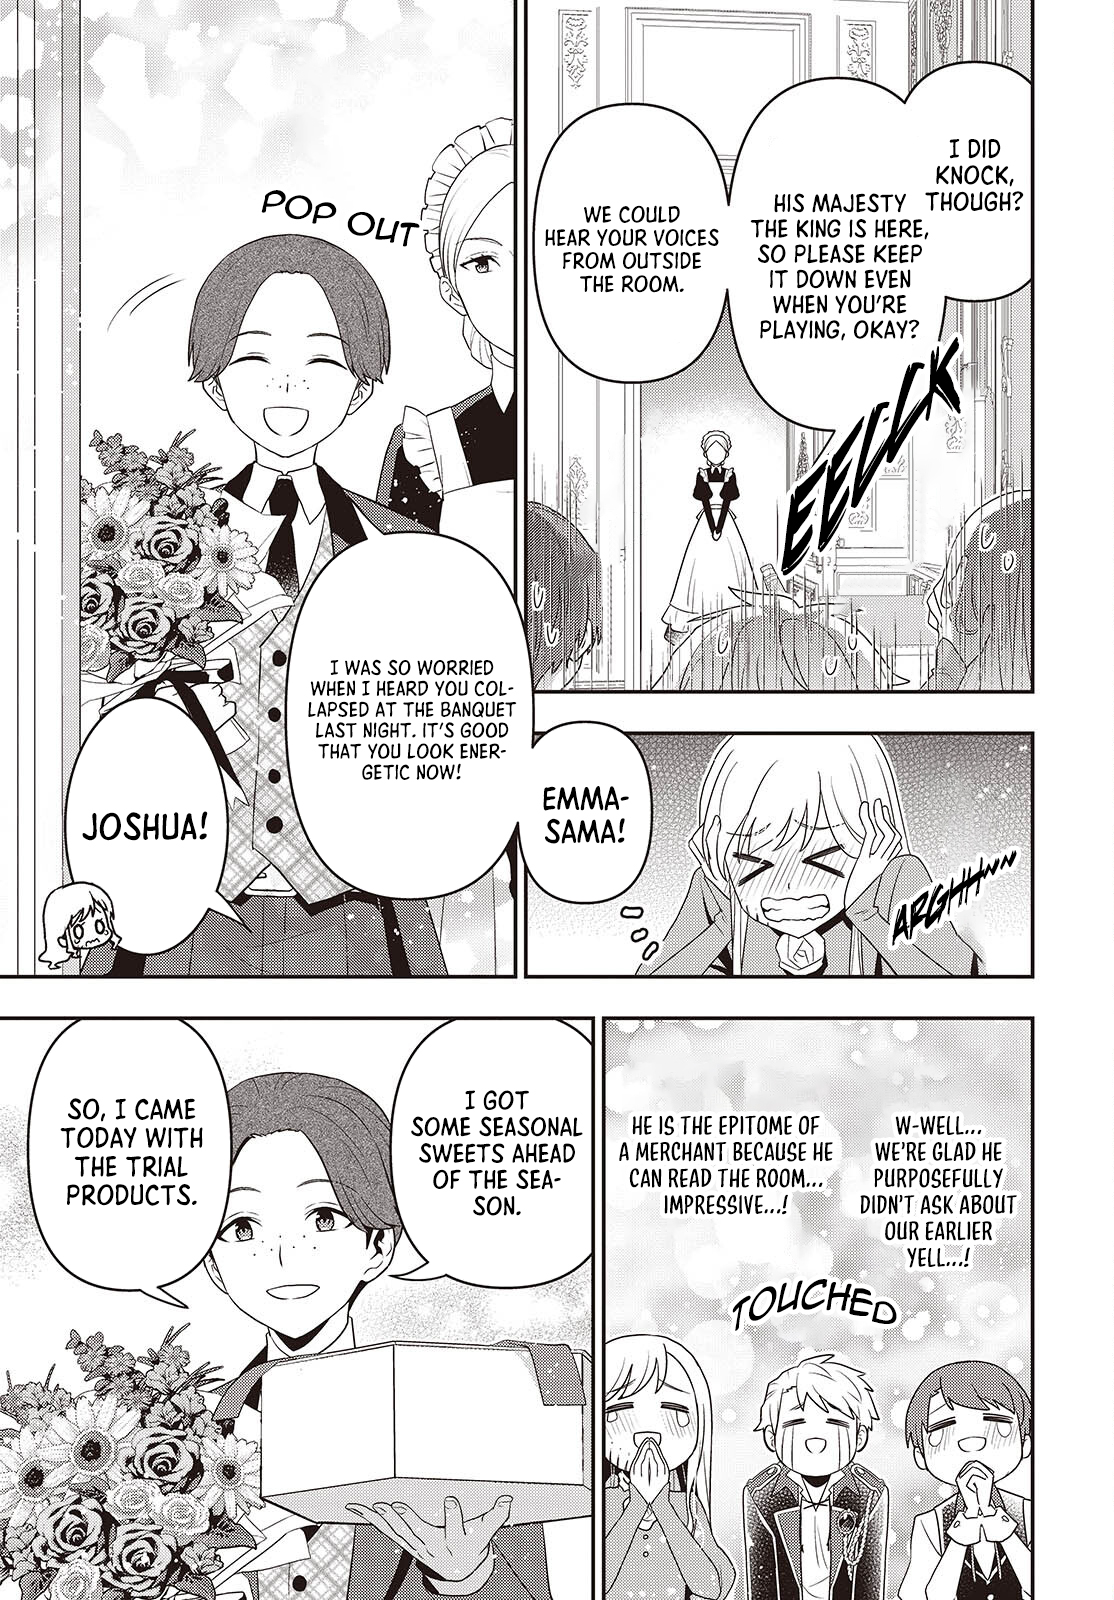 I DID
KNOCK,
THOUGH?
HIS MAJESTY
THE KING IS HERE,
SO PLEASE KEEP
IT DOWN EVEN
WHEN YOU'RE
PLAYING, OKAY?
WE COULD
HEAR YOUR VOICES
FROM OUTSIDE
THE ROOM.
EEEC-CK
POP OUT
EMMA-
SAMA!
ARGHHNN
I WAS SO WORRIED
WHEN I HEARD YOU COL-
LAPSED AT THE BANQUET
LAST NIGHT. IT'S GOOD
THAT YOU LOOK ENER-
GETIC NOW!
JOSHUA!
W-WELL...
WE'RE GLAD HE
PURPOSEFULLY
DIDN'T ASK ABOUT
OUR EARLIER
YELL...!
HE IS THE EPITOME OF
A MERCHANT BECAUSE HE
CAN READ THE ROOM...
IMPRESSIVE...!
TOUCHED
I GOT
SOME SEASONAL
SWEETS AHEAD
OF THE SEA-
SON.
SO, I CAME
TODAY WITH
THE TRIAL
PRODUCTS.